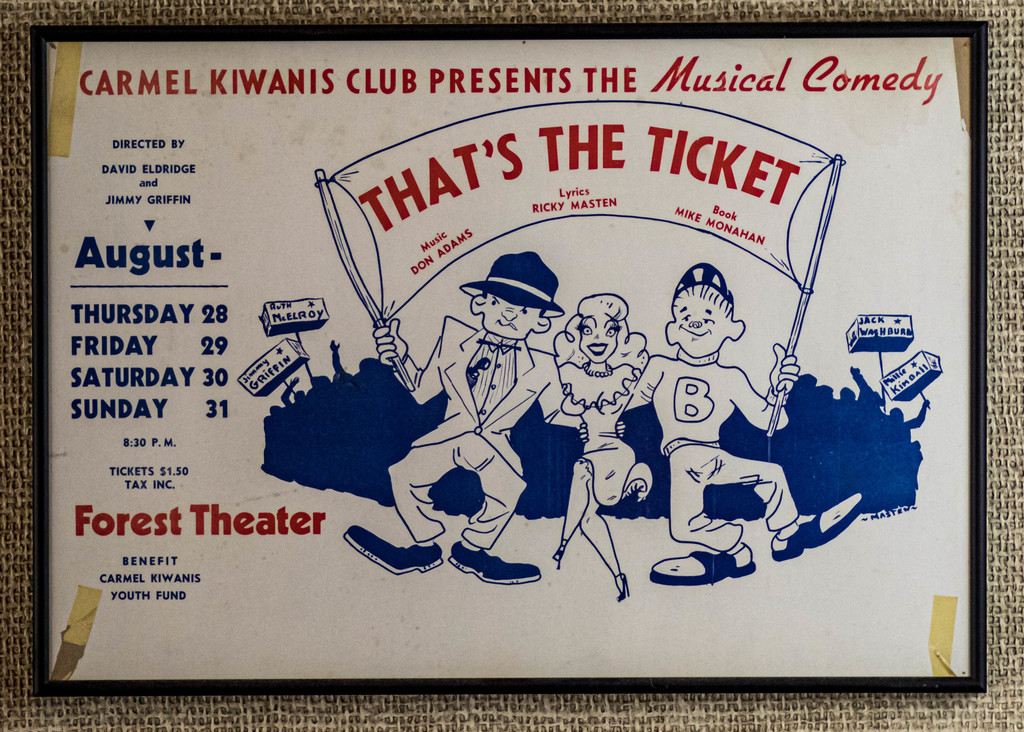 CARMEL KIWANIS CLUB PRESENTS THE Musical Comedy
THAT'S THE TICKET
Music
DON ADAMS
Lyrics
RICKY MASTEN
Book
MIKE MONAHAN
DIRECTED BY
DAVID ELDRIDGE
and
JIMMY GRIFFIN
August-
THURSDAY 28
FRIDAY 29
SATURDAY 30
SUNDAY 31
8:30 P. M.
TICKETS $1.50
TAX INC.
Forest Theater
BENEFIT
CARMEL KIWANIS
YOUTH FUND
RUTH
McELROY
JIMMY
GRIFFIN
JACK
WASHBURN
KIMBALL
B
~MASTEN~